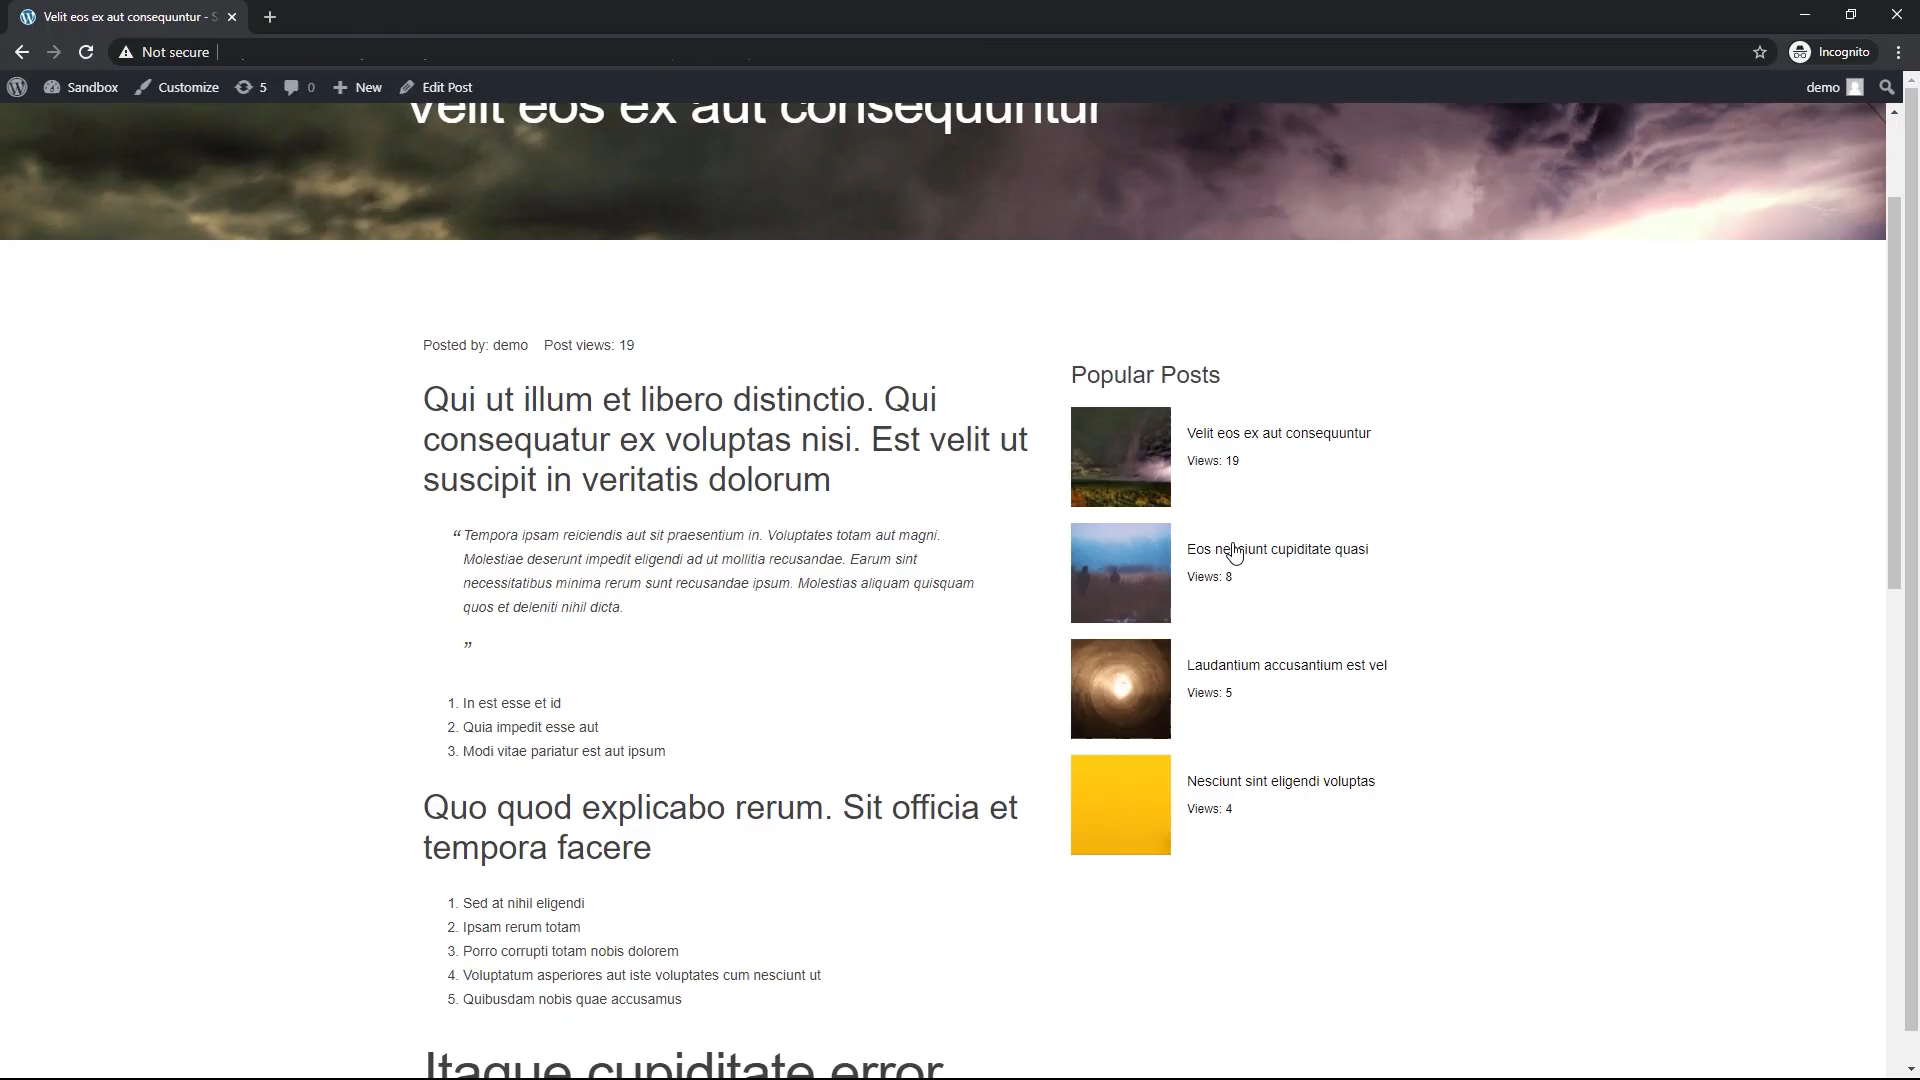 Velit eos ex aut consequuntur - S
Not secure
Incognito
Sandbox
Customize
5
0
New
Edit Post
demo
Velit eos ex aut consequuntur
Posted by: demo Post views: 19
Qui ut illum et libero distinctio. Qui
consequatur ex voluptas nisi. Est velit ut
suscipit in veritatis dolorum
“ Tempora ipsam reiciendis aut sit praesentium in. Voluptates totam aut magni.
Molestiae deserunt impedit eligendi ad ut mollitia recusandae. Earum sint
necessitatibus minima rerum sunt recusandae ipsum. Molestias aliquam quisquam
quos et deleniti nihil dicta.
”
1. In est esse et id
2. Quia impedit esse aut
3. Modi vitae pariatur est aut ipsum
Quo quod explicabo rerum. Sit officia et
tempora facere
1. Sed at nihil eligendi
2. Ipsam rerum totam
3. Porro corrupti totam nobis dolorem
4. Voluptatum asperiores aut iste voluptates cum nesciunt ut
5. Quibusdam nobis quae accusamus
Itaque cupiditate error
Popular Posts
Velit eos ex aut consequuntur
Views: 19
Eos nesciunt cupiditate quasi
Views: 8
Laudantium accusantium est vel
Views: 5
Nesciunt sint eligendi voluptas
Views: 4